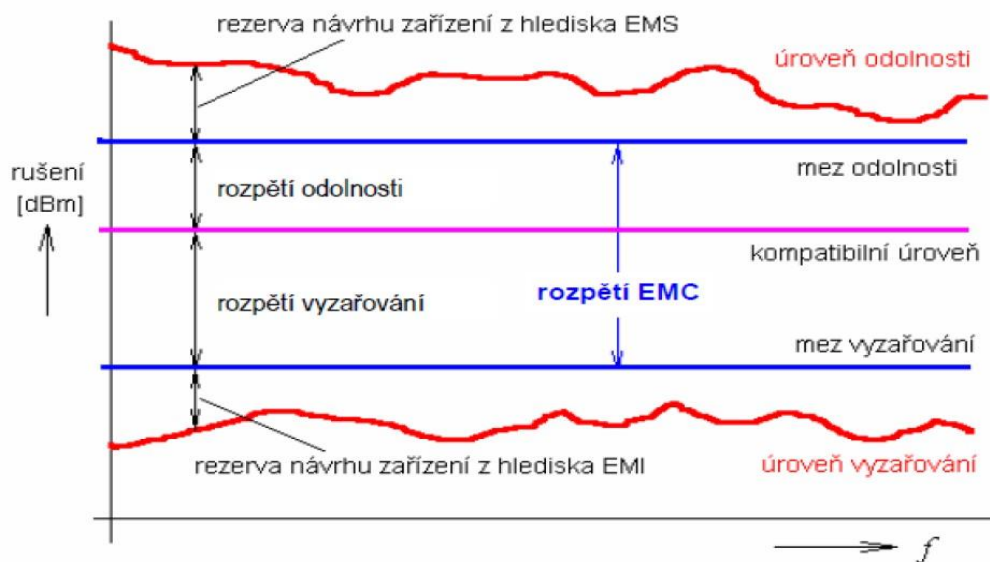 rezerva návrhu zařízení z hlediska EMS
úroveň odolnosti
rušení
[dBm]
rozpětí odolnosti
mez odolnosti
kompatibilní úroveň
rozpětí vyzařování
rozpětí EMC
mez vyzařování
rezerva návrhu zařízení z hlediska EMI
úroveň vyzařování
f